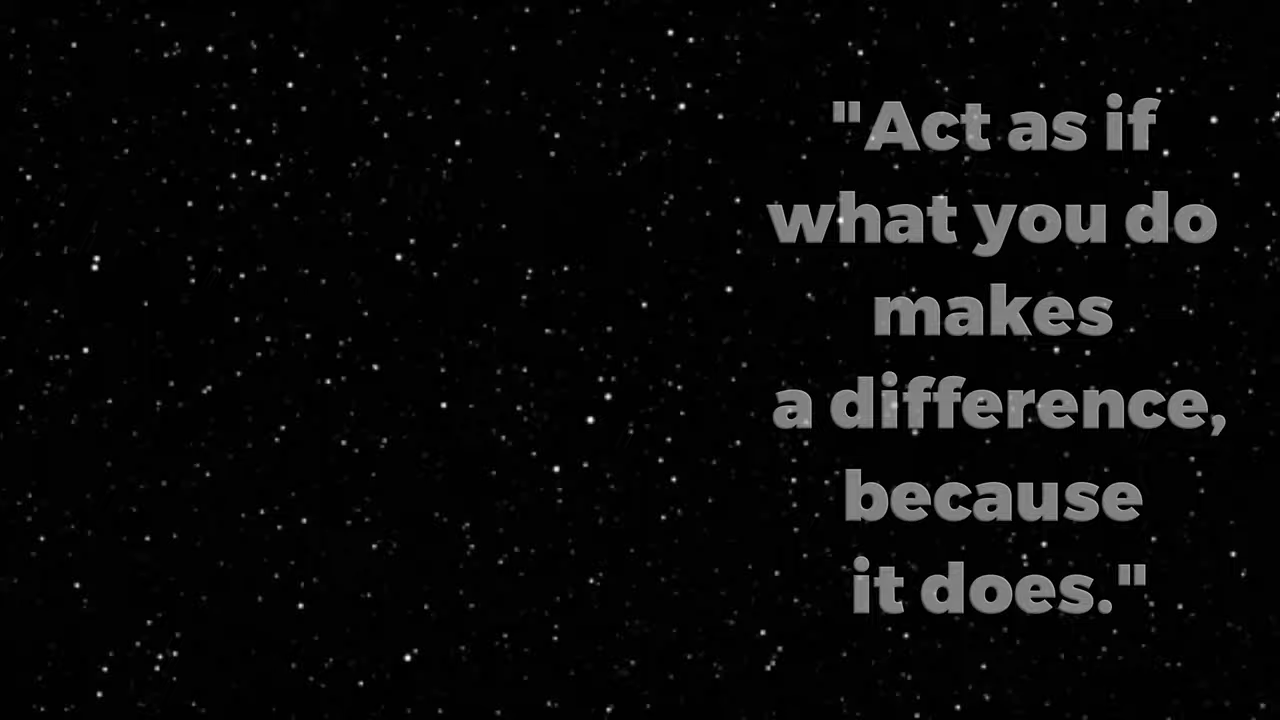 "Act as if
what you do
makes
a difference,
because
it does."